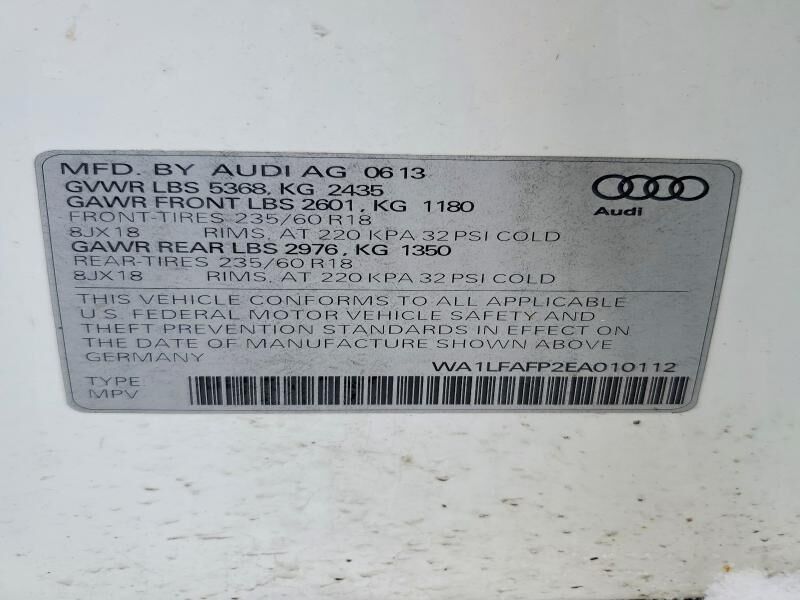 MFD. BY AUDI AG 06 13
GVWR LBS 5368, KG 2435
GAWR FRONT LBS 2601, KG 1180
FRONT-TIRES 235/60 R18
8JX18 RIMS, AT 220 KPA 32 PSI COLD
GAWR REAR LBS 2976, KG 1350
REAR-TIRES 235/60 R18
8JX18 RIMS, AT 220 KPA 32 PSI COLD
Audi
THIS VEHICLE CONFORMS TO ALL APPLICABLE
U.S. FEDERAL MOTOR VEHICLE SAFETY AND
THEFT PREVENTION STANDARDS IN EFFECT ON
THE DATE OF MANUFACTURE SHOWN ABOVE
GERMANY WA1LFAFP2EA010112
TYPE:
MPV